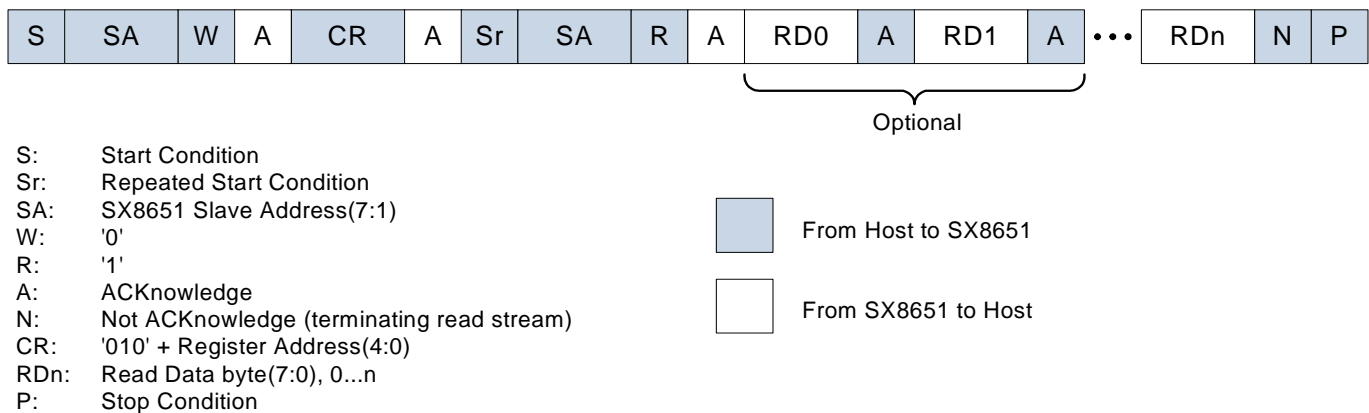 S SA W A CR A Sr SA R A RD0 A RD1 A ••• RDn N P
Optional
S: Start Condition
Sr: Repeated Start Condition
SA: SX8651 Slave Address(7:1)
W: '0'
R: '1'
A: ACKnowledge
N: Not ACKnowledge (terminating read stream)
CR: '010' + Register Address(4:0)
RDn: Read Data byte(7:0), 0...n
P: Stop Condition
From Host to SX8651
From SX8651 to Host